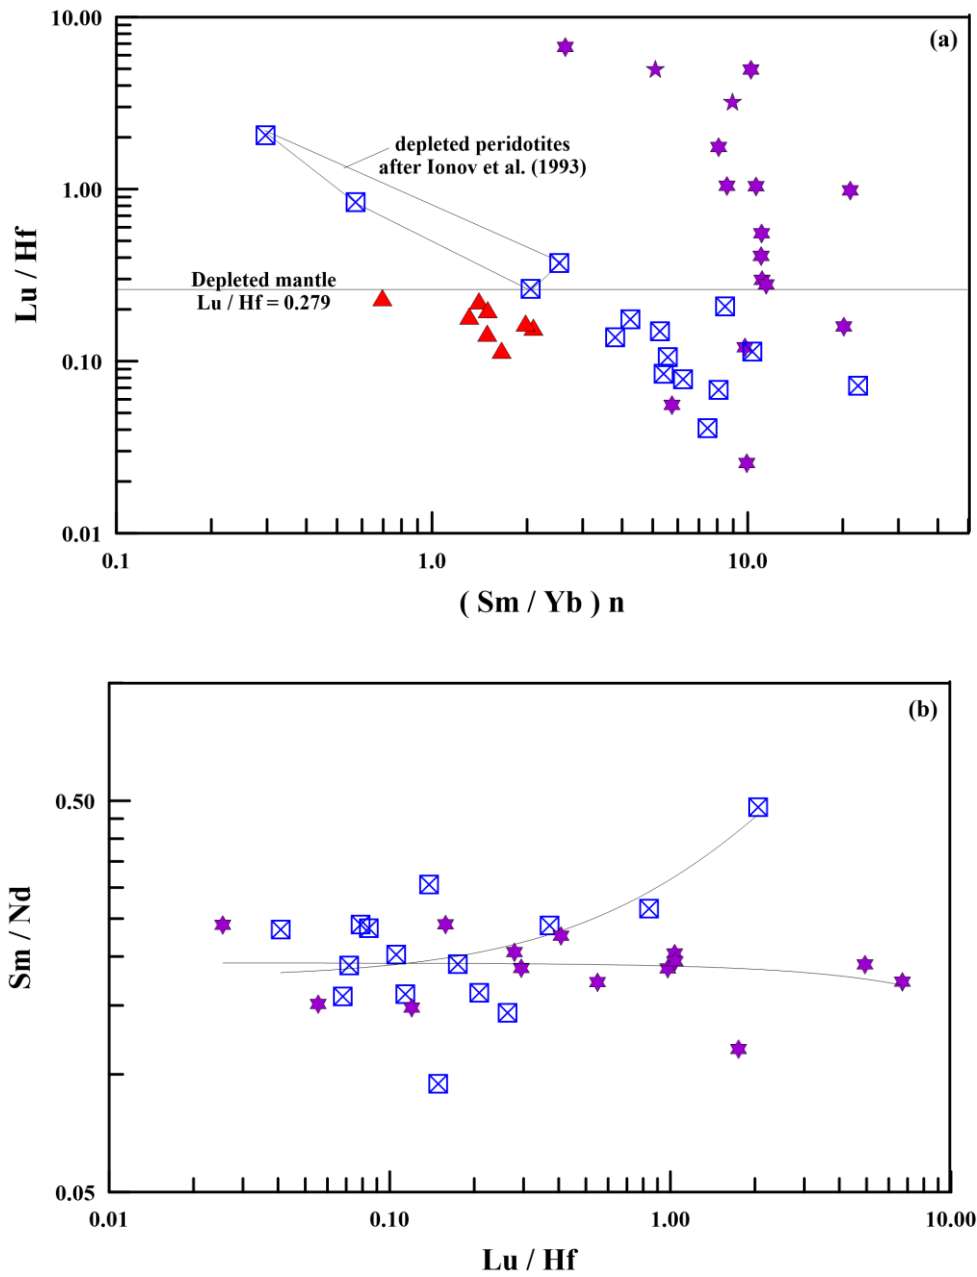 10.00
(a)
depleted peridotites
after Ionov et al. (1993)
1.00
Lu / Hf
Depleted mantle
Lu / Hf = 0.279
0.10
0.01
0.1
1.0
10.0
( Sm / Yb ) n
(b)
0.50
Sm / Nd
0.05
0.01
0.10
1.00
10.00
Lu / Hf